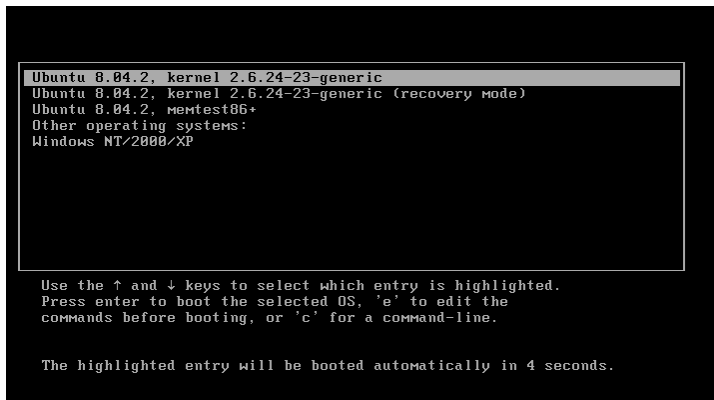 Ubuntu 8.04.2, kernel 2.6.24-23-generic
Ubuntu 8.04.2, kernel 2.6.24-23-generic (recovery mode)
Ubuntu 8.04.2, memtest86+
Other operating systems:
Windows NT/2000/XP
Use the ↑ and ↓ keys to select which entry is highlighted.
Press enter to boot the selected OS, 'e' to edit the
commands before booting, or 'c' for a command-line.
The highlighted entry will be booted automatically in 4 seconds.